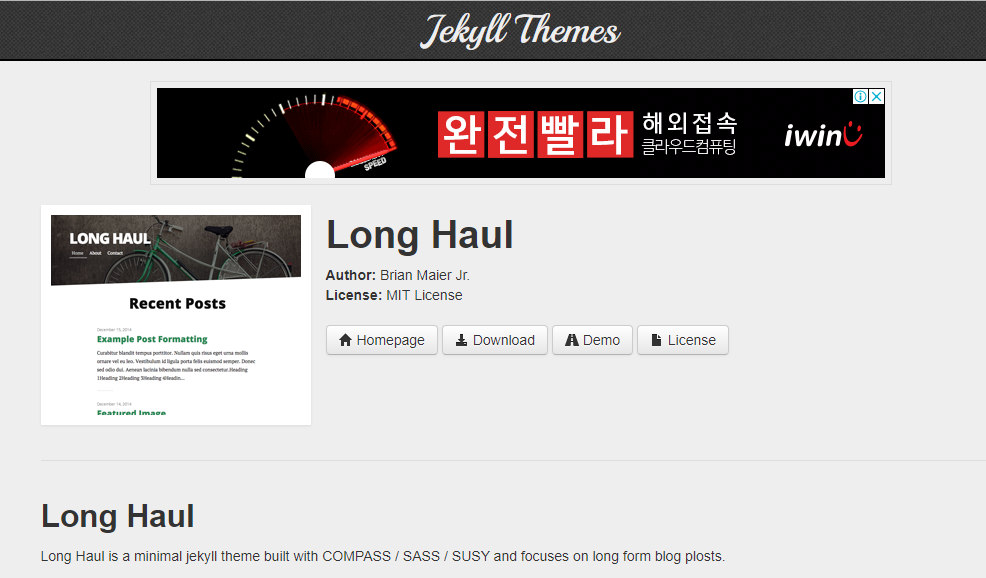 Jekyll Themes
SPEED
완전빨라
해외접속
클라우드컴퓨팅
iwin
LONG HAUL
Home About Contact
Recent Posts
December 15, 2014
Example Post Formatting
Curabitur blandit tempus porttitor. Nullam quis risus eget urna mollis
ornare vel eu leo. Vestibulum id ligula porta felis euismod semper. Donec
sed odio dui. Aenean lacinia bibendum nulla sed consectetur.Heading
1Heading 2Heading 3Heading 4Headin...
December 14, 2014
Featured Image
Long Haul
Author: Brian Maier Jr.
License: MIT License
Homepage Download Demo License
Long Haul
Long Haul is a minimal jekyll theme built with COMPASS / SASS / SUSY and focuses on long form blog plosts.